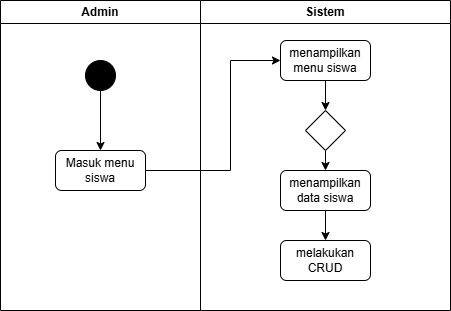 Admin
Sistem
Masuk menu
siswa
menampilkan
menu siswa
menampilkan
data siswa
melakukan
CRUD